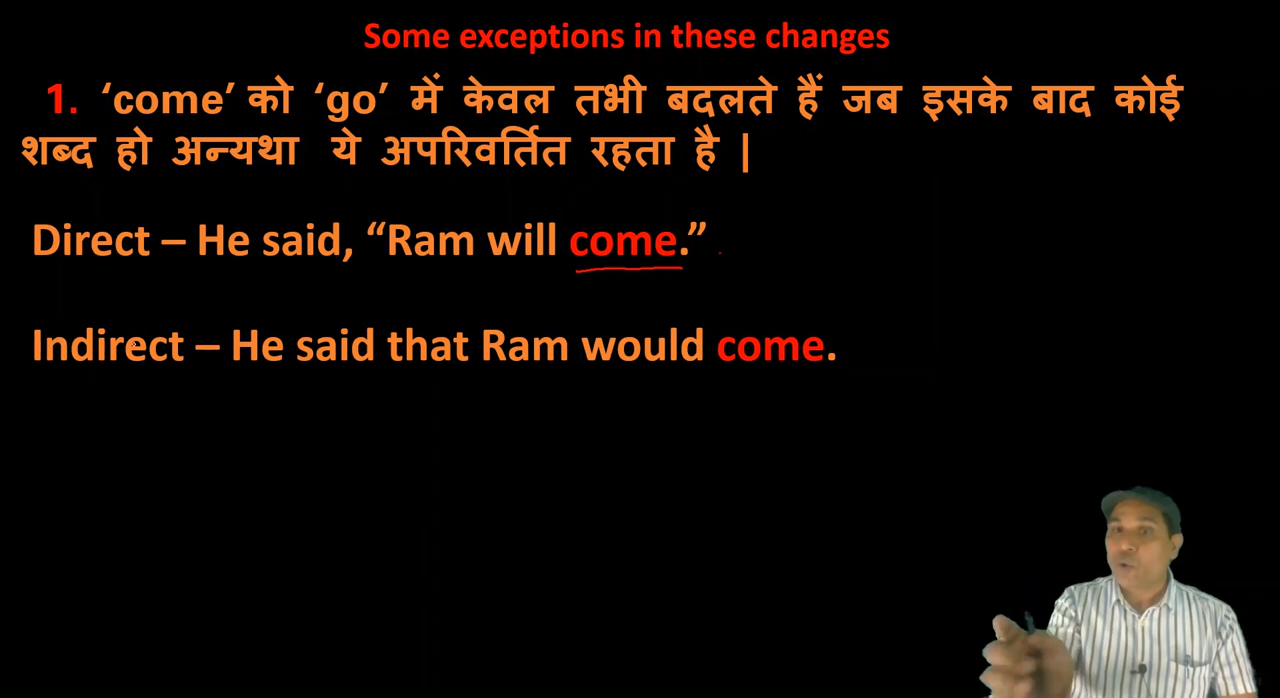 Some exceptions in these changes
1. ‘come’ को ‘go’ में केवल तभी बदलते हैं जब इसके बाद कोई
शब्द हो अन्यथा ये अपरिवर्तित रहता है |
Direct – He said, “Ram will come.”
Indirect – He said that Ram would come.